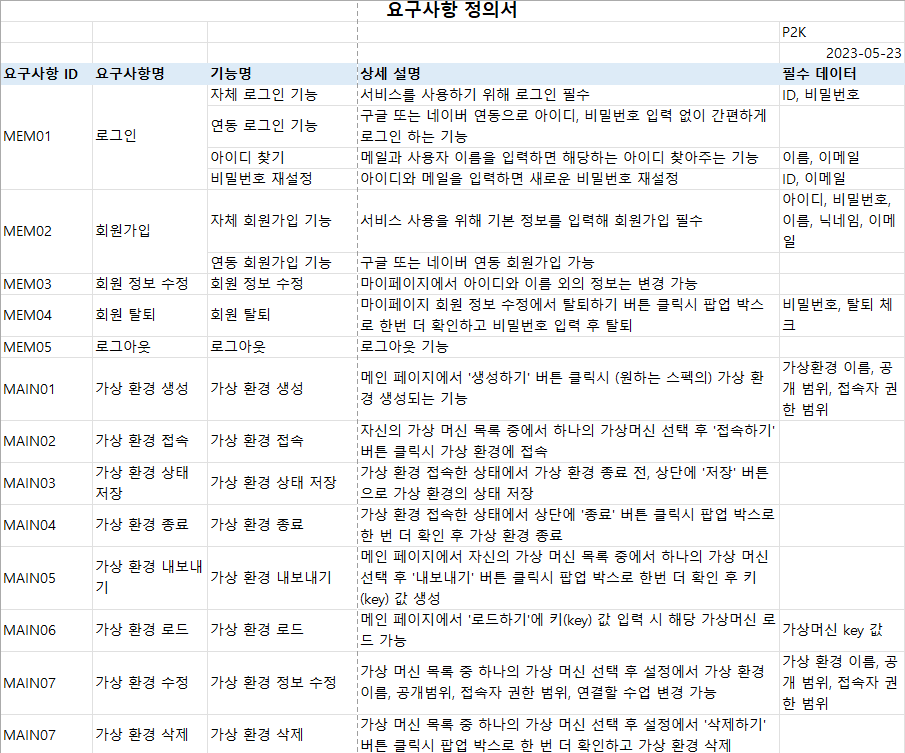 요구사항 정의서
P2K
2023-05-23
요구사항 ID 요구사항명 기능명 상세 설명 필수 데이터
MEM01 로그인
자체 로그인 기능 서비스를 사용하기 위해 로그인 필수 ID, 비밀번호
연동 로그인 기능
구글 또는 네이버 연동으로 아이디, 비밀번호 입력 없이 간편하게
로그인 하는 기능
아이디 찾기 메일과 사용자 이름을 입력하면 해당하는 아이디 찾아주는 기능 이름, 이메일
비밀번호 재설정 아이디와 메일을 입력하면 새로운 비밀번호 재설정 ID, 이메일
MEM02 회원가입
자체 회원가입 기능 서비스 사용을 위해 기본 정보를 입력해 회원가입 필수
아이디, 비밀번호,
이름, 닉네임, 이메
일
연동 회원가입 기능 구글 또는 네이버 연동 회원가입 가능
MEM03 회원 정보 수정 회원 정보 수정 마이페이지에서 아이디와 이름 외의 정보는 변경 가능
MEM04 회원 탈퇴 회원 탈퇴
마이페이지 회원 정보 수정에서 탈퇴하기 버튼 클릭시 팝업 박스
로 한번 더 확인하고 비밀번호 입력 후 탈퇴
비밀번호, 탈퇴 체
크
MEM05 로그아웃 로그아웃 로그아웃 기능
MAIN01 가상 환경 생성 가상 환경 생성
메인 페이지에서 '생성하기' 버튼 클릭시 (원하는 스펙의) 가상 환
경 생성되는 기능
가상환경 이름, 공
개 범위, 접속자 권
한 범위
MAIN02 가상 환경 접속 가상 환경 접속
자신의 가상 머신 목록 중에서 하나의 가상머신 선택 후 '접속하기'
버튼 클릭시 가상 환경에 접속
MAIN03
가상 환경 상태
저장
가상 환경 상태 저장
가상 환경 접속한 상태에서 가상 환경 종료 전, 상단에 '저장' 버튼
으로 가상 환경의 상태 저장
MAIN04 가상 환경 종료 가상 환경 종료
가상 환경 접속한 상태에서 상단에 '종료' 버튼 클릭시 팝업 박스로
한 번 더 확인 후 가상 환경 종료
MAIN05
가상 환경 내보내
기
가상 환경 내보내기
메인 페이지에서 자신의 가상 머신 목록 중에서 하나의 가상 머신
선택 후 '내보내기' 버튼 클릭시 팝업 박스로 한번 더 확인 후 키
(key) 값 생성
MAIN06 가상 환경 로드 가상 환경 로드
메인 페이지에서 '로드하기'에 키(key) 값 입력 시 해당 가상머신 로
드 가능
가상머신 key 값
MAIN07 가상 환경 수정 가상 환경 정보 수정
가상 머신 목록 중 하나의 가상 머신 선택 후 설정에서 가상 환경
이름, 공개범위, 접속자 권한 범위, 연결할 수업 변경 가능
가상 환경 이름, 공
개 범위, 접속자 권
한 범위
MAIN07 가상 환경 삭제 가상 환경 삭제
가상 머신 목록 중 하나의 가상 머신 선택 후 설정에서 '삭제하기'
버튼 클릭시 팝업 박스로 한 번 더 확인하고 가상 환경 삭제